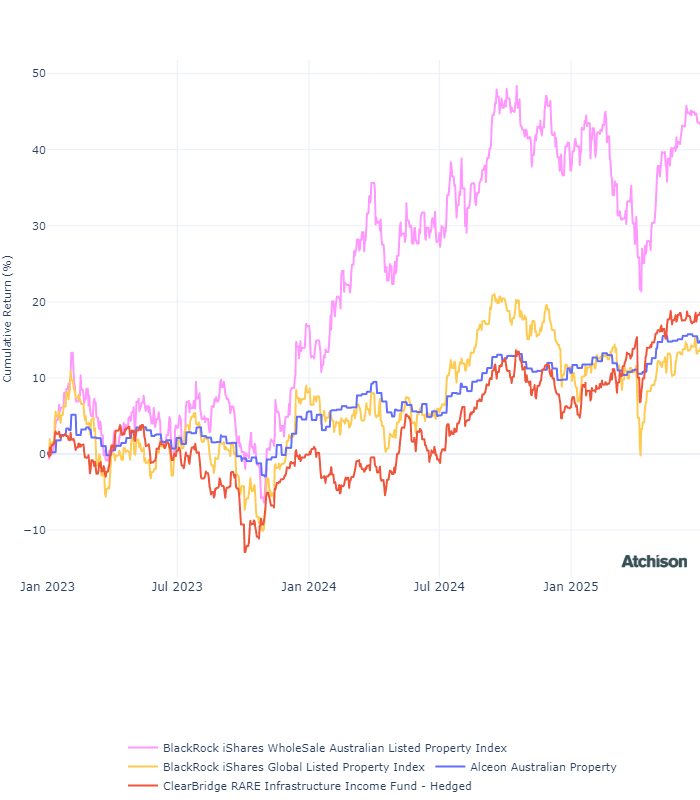 50
40
30
20
10
0
−10
Cumulative Return (%)
Jan 2023
Jul 2023
Jan 2024
Jul 2024
Jan 2025
Atchison
BlackRock iShares WholeSale Australian Listed Property Index
BlackRock iShares Global Listed Property Index
Alceon Australian Property
ClearBridge RARE Infrastructure Income Fund - Hedged